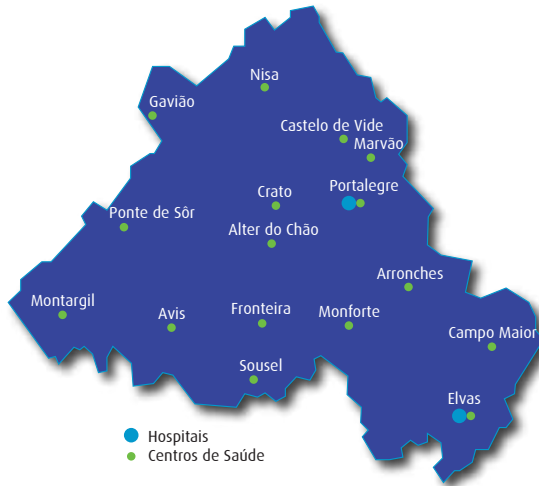 Nisa
Gavião
Castelo de Vide
Marvão
Crato
Portalegre
Ponte de Sôr
Alter do Chão
Arronches
Montargil
Avis
Fronteira
Monforte
Campo Maior
Sousel
Elvas
Hospitais
Centros de Saúde